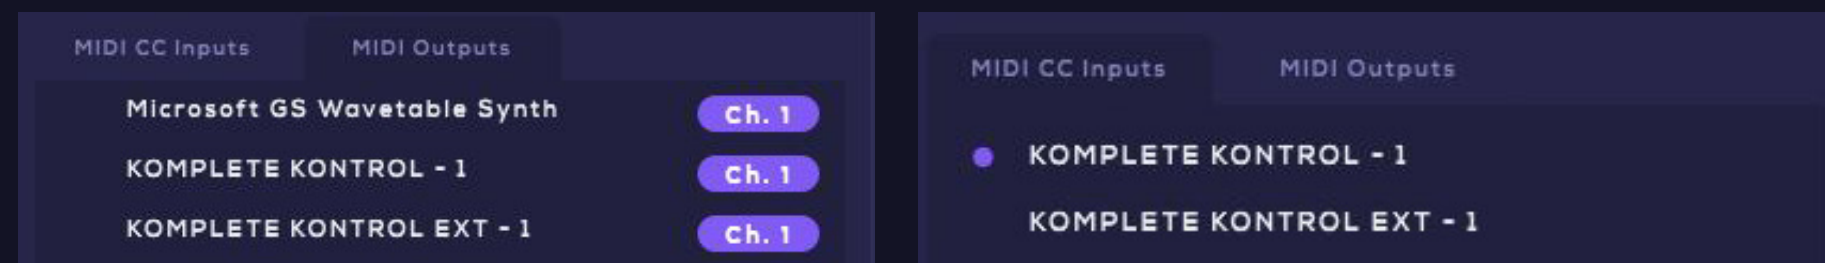 MIDI CC Inputs MIDI Outputs
Microsoft GS Wavetable Synth Ch. 1
KOMPLETE KONTROL - 1 Ch. 1
KOMPLETE KONTROL EXT - 1 Ch. 1
MIDI CC Inputs MIDI Outputs
KOMPLETE KONTROL - 1
KOMPLETE KONTROL EXT - 1